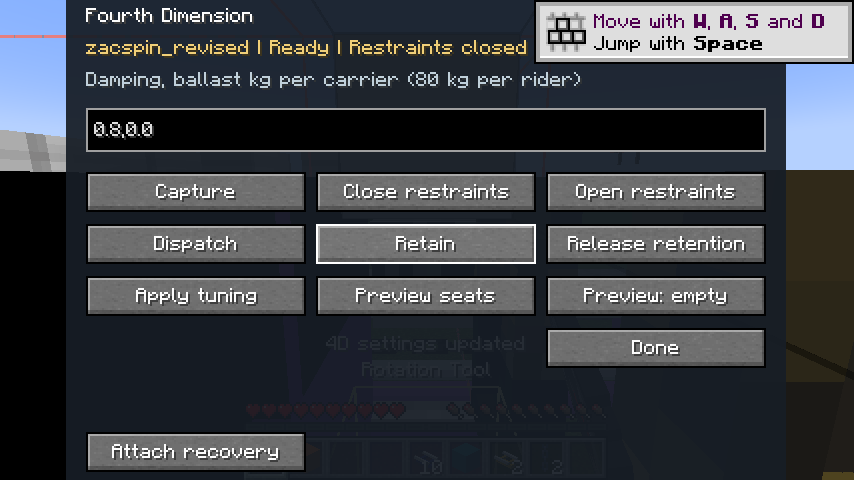 Fourth Dimension
zacspin_revised | Ready | Restraints closed
Move with W, A, S and D
Jump with Space
Damping, ballast kg per carrier (80 kg per rider)
0.8,0.0
Capture
Close restraints
Open restraints
Dispatch
Retain
Release retention
Apply tuning
Preview seats
Preview: empty
4D settings updated
Done
Rotation Tool
Attach recovery
10
2
2